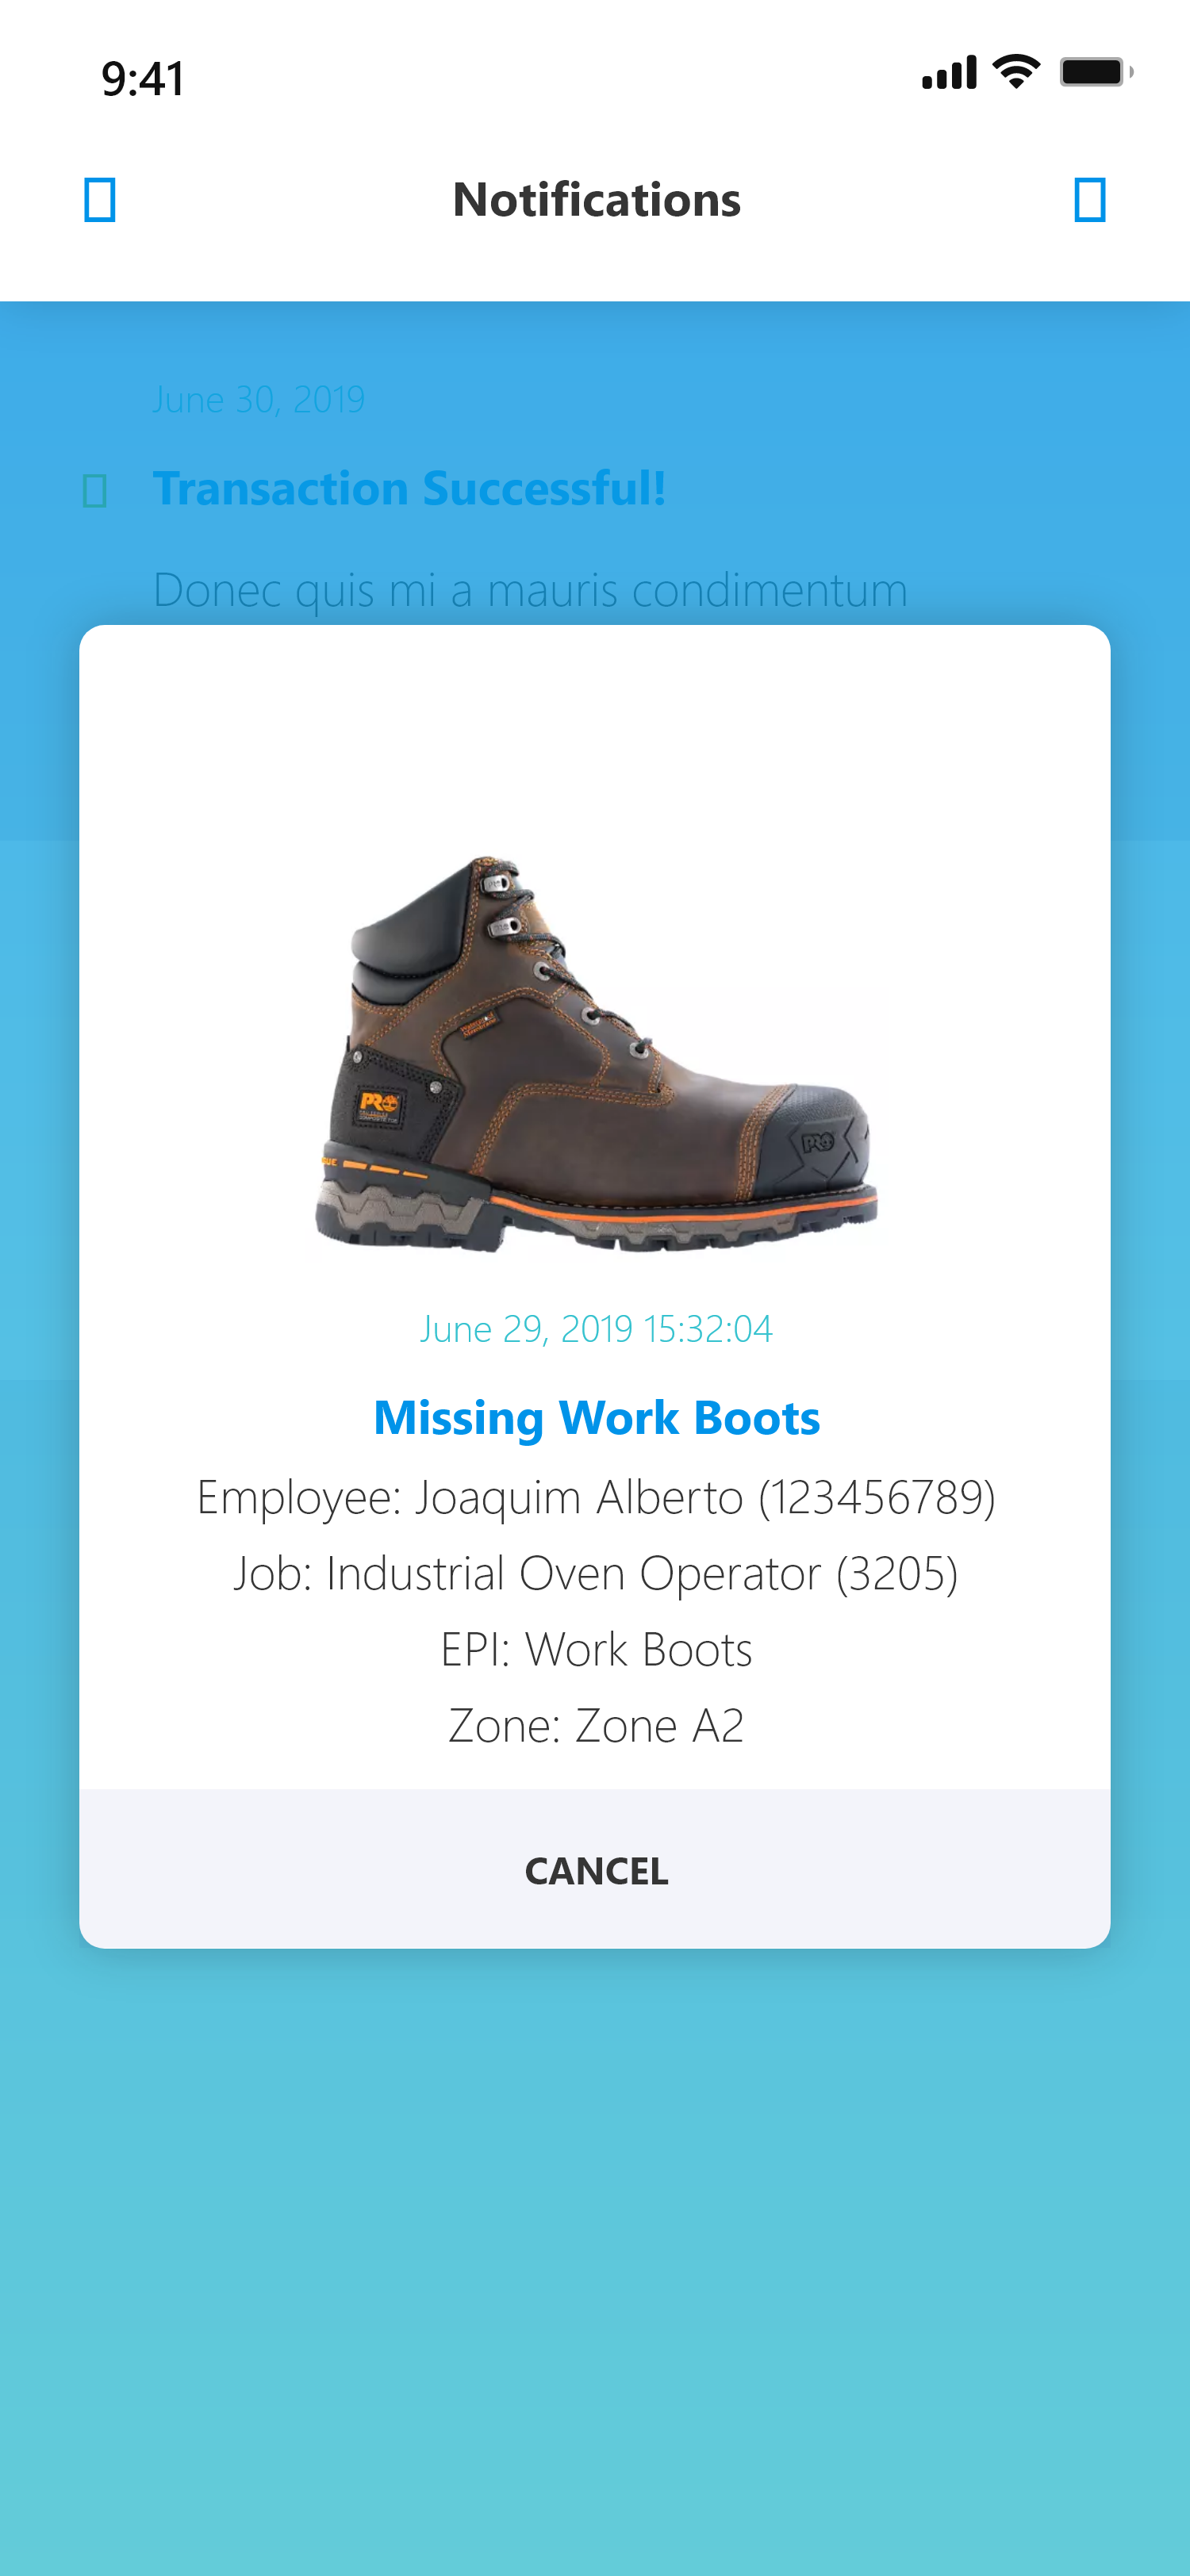 9:41
Notifications
June 30, 2019
Transaction Successful!
Donec quis mi a mauris condimentum
PRO
PRO
June 29, 2019 15:32:04
Missing Work Boots
Employee: Joaquim Alberto (123456789)
Job: Industrial Oven Operator (3205)
EPI: Work Boots
Zone: Zone A2
CANCEL